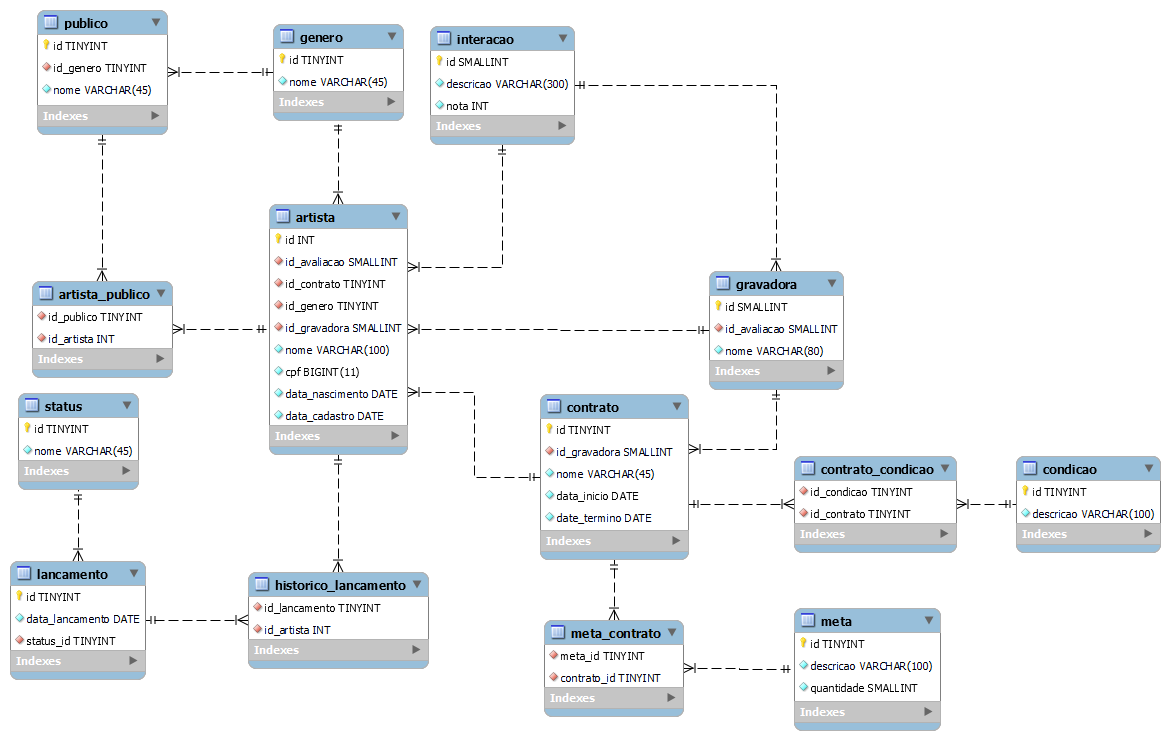 publico
id TINYINT
id_genero TINYINT
nome VARCHAR(45)
Indexes
genero
id TINYINT
nome VARCHAR(45)
Indexes
interacao
id SMALLINT
descricao VARCHAR(300)
nota INT
Indexes
artista
id INT
id_avaliacao SMALLINT
id_contrato TINYINT
id_genero TINYINT
id_gravadora SMALLINT
nome VARCHAR(100)
cpf BIGINT(11)
data_nascimento DATE
data_cadastro DATE
Indexes
artista_publico
id_publico TINYINT
id_artista INT
Indexes
gravadora
id SMALLINT
id_avaliacao SMALLINT
nome VARCHAR(80)
Indexes
status
id TINYINT
nome VARCHAR(45)
Indexes
contrato
id TINYINT
id_gravadora SMALLINT
nome VARCHAR(45)
data_inicio DATE
date_termino DATE
Indexes
contrato_condicao
id_condicao TINYINT
id_contrato TINYINT
Indexes
condicao
id TINYINT
descricao VARCHAR(100)
Indexes
lancamento
id TINYINT
data_lancamento DATE
status_id TINYINT
Indexes
historico_lancamento
id_lancamento TINYINT
id_artista INT
Indexes
meta_contrato
meta_id TINYINT
contrato_id TINYINT
Indexes
meta
id TINYINT
descricao VARCHAR(100)
quantidade SMALLINT
Indexes